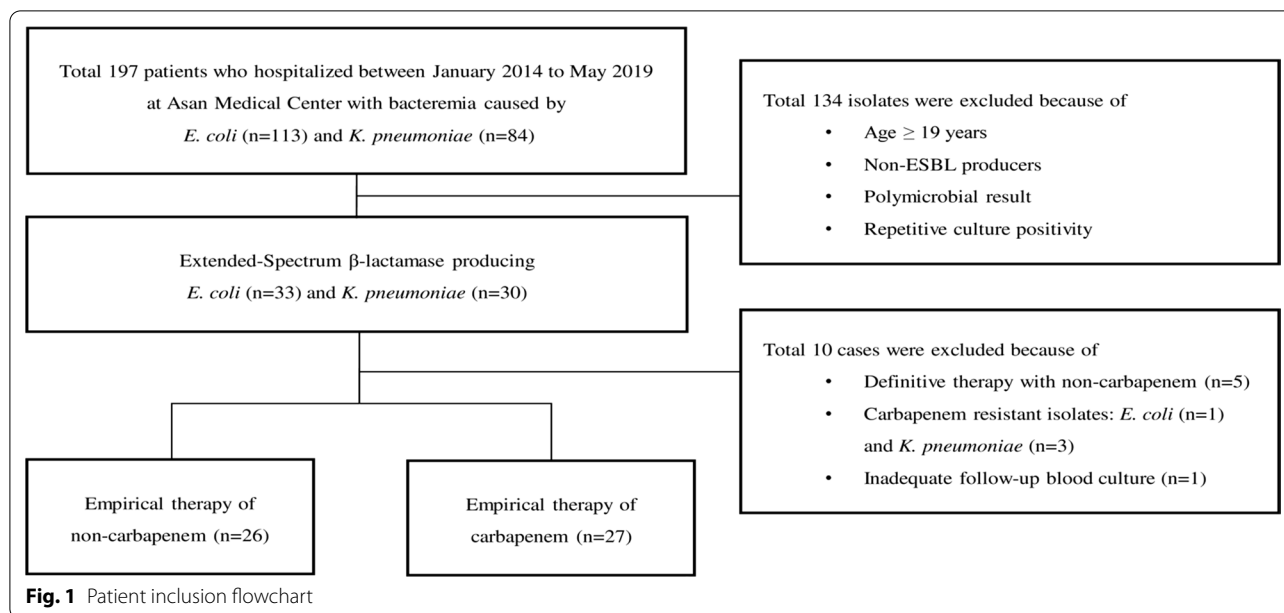 Total 197 patients who hospitalized between January 2014 to May 2019
at Asan Medical Center with bacteremia caused by
E. coli (n=113) and K. pneumoniae (n=84)
Total 134 isolates were excluded because of
• Age ≥ 19 years
• Non-ESBL producers
• Polymicrobial result
• Repetitive culture positivity
Extended-Spectrum β-lactamase producing
E. coli (n=33) and K. pneumoniae (n=30)
Total 10 cases were excluded because of
• Definitive therapy with non-carbapenem (n=5)
• Carbapenem resistant isolates: E. coli (n=1)
and K. pneumoniae (n=3)
• Inadequate follow-up blood culture (n=1)
Empirical therapy of
non-carbapenem (n=26)
Empirical therapy of
carbapenem (n=27)
Fig. 1 Patient inclusion flowchart